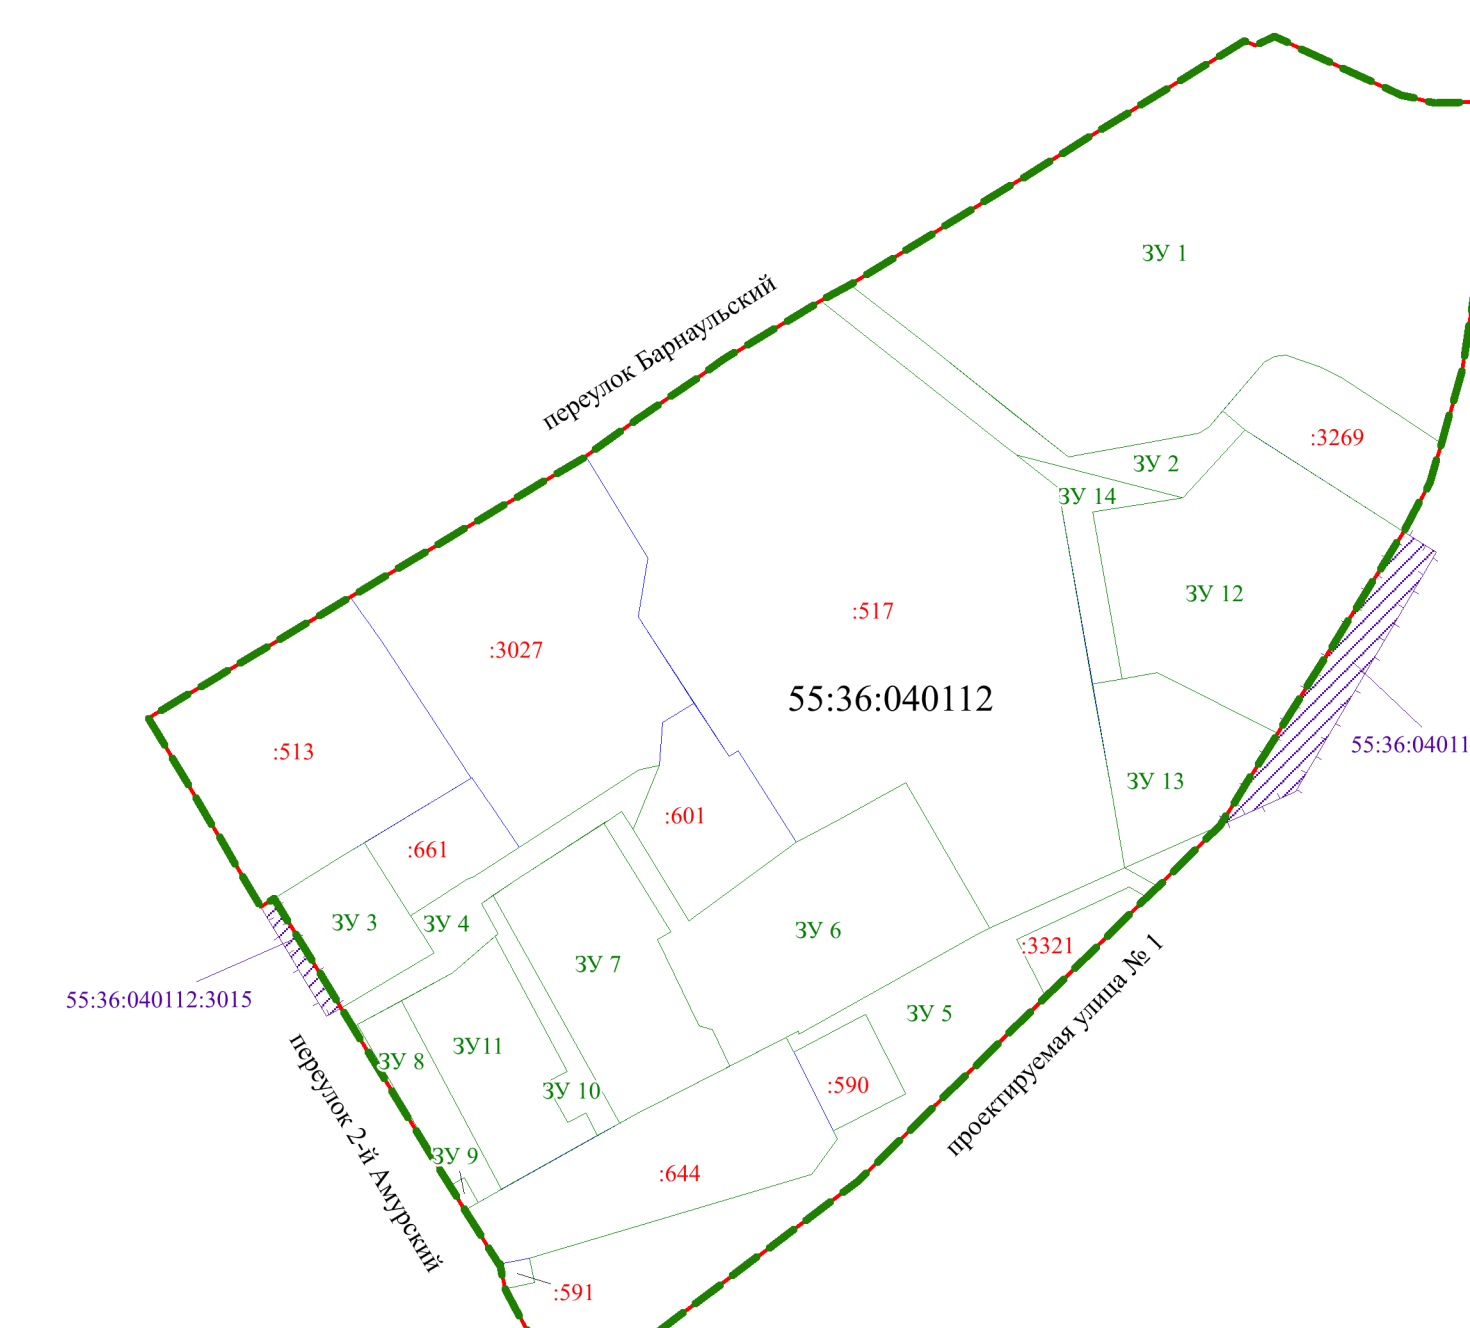 ЗУ 1
переулок Барнаульский
:3269
ЗУ 2
ЗУ 14
ЗУ 12
:517
:3027
55:36:040112
:513
55:36:04011
ЗУ 13
:601
:661
ЗУ 3
ЗУ 4
ЗУ 6
:3321
ЗУ 7
55:36:040112:3015
ЗУ 5
проектируемая улица № 1
ЗУ11
ЗУ 8
ЗУ 10
:590
переулок 2-й Амурский
ЗУ 9
:644
:591